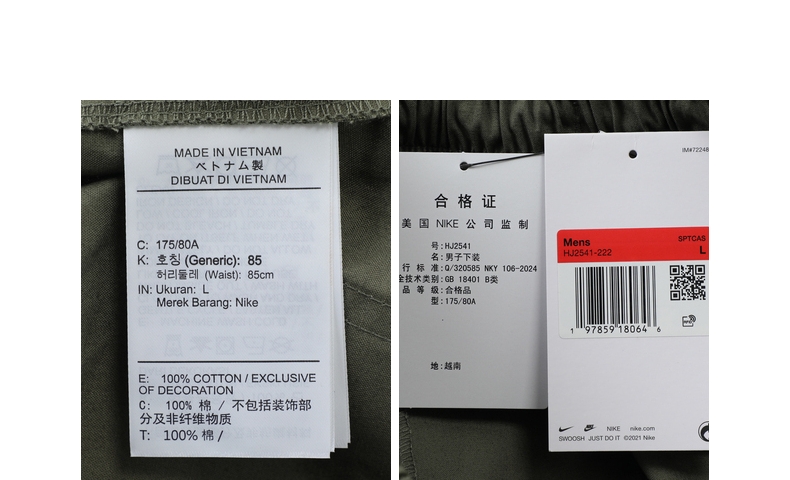 MADE IN VIETNAM
ベトナム製
DIBUAT DI VIETNAM
C: 175/80A
K: 호칭 (Generic): 85
허리둘레 (Waist): 85cm
IN: Ukuran: L
Merek Barang: Nike
E: 100% COTTON / EXCLUSIVE
OF DECORATION
C: 100% 棉 / 不包括装饰部
分及非纤维物质
T: 100% 棉 /
合格证
美国 NIKE 公司监制
号: HJ2541
名: 男子下装
行标准: Q/320585 NKY 106-2024
全技术类别: GB 18401 B类
品等级: 合格品
型: 175/80A
地: 越南
IM#72248
Mens
SPTCAS
HJ2541-222
L
1 97859 18064 6
NIKE nike.com
SWOOSH JUST DO IT ©2021 Nike